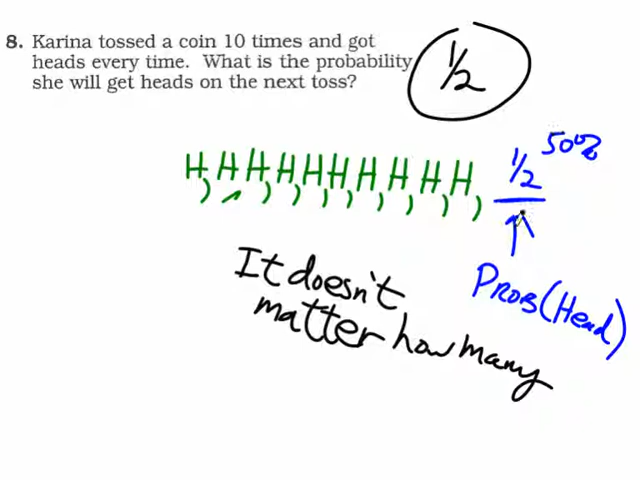 8. Karina tossed a coin 10 times and got
heads every time. What is the probability
she will get heads on the next toss?
1/2
H, H, H, H, H, H, H, H, H, H, 1/2 50%
PROB(Head)
It doesn't
matter how many